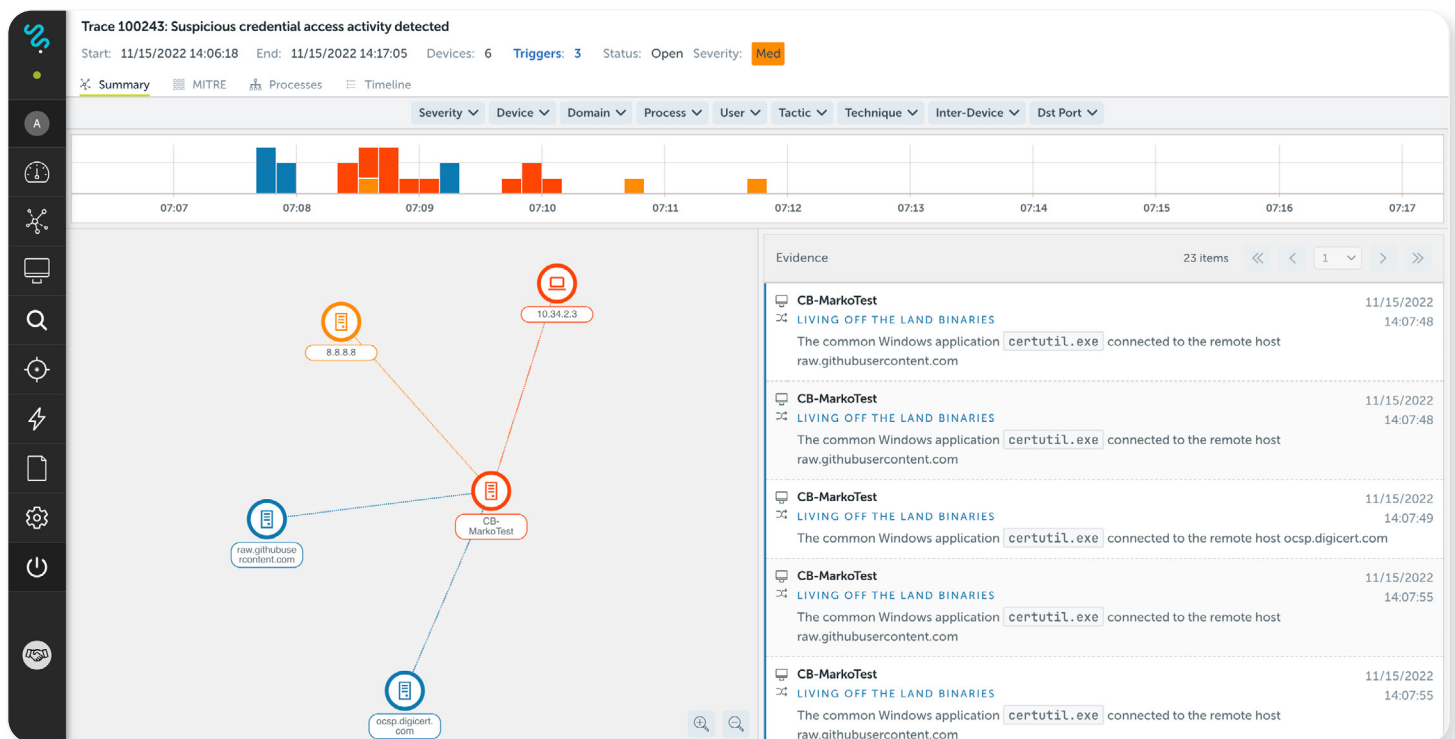 Trace 100243: Suspicious credential access activity detected
Start: 11/15/2022 14:06:18 End: 11/15/2022 14:17:05 Devices: 6 Triggers: 3 Status: Open Severity: Med
Summary MITRE Processes Timeline
A
Severity Device Domain Process User Tactic Technique Inter-Device Dst Port
07:07 07:08 07:09 07:10 07:11 07:12 07:13 07:14 07:15 07:16 07:17
10.34.2.3
8.8.8.8
CB-
MarkoTest
raw.githubuse
rcontent.com
ocsp.digicert.
com
Evidence 23 items 1
CB-MarkoTest 11/15/2022
LIVING OFF THE LAND BINARIES 14:07:48
The common Windows application certutil.exe connected to the remote host
raw.githubusercontent.com
CB-MarkoTest 11/15/2022
LIVING OFF THE LAND BINARIES 14:07:48
The common Windows application certutil.exe connected to the remote host
raw.githubusercontent.com
CB-MarkoTest 11/15/2022
LIVING OFF THE LAND BINARIES 14:07:49
The common Windows application certutil.exe connected to the remote host ocsp.digicert.com
CB-MarkoTest 11/15/2022
LIVING OFF THE LAND BINARIES 14:07:55
The common Windows application certutil.exe connected to the remote host
raw.githubusercontent.com
CB-MarkoTest 11/15/2022
LIVING OFF THE LAND BINARIES 14:07:55
The common Windows application certutil.exe connected to the remote host
raw.githubusercontent.com